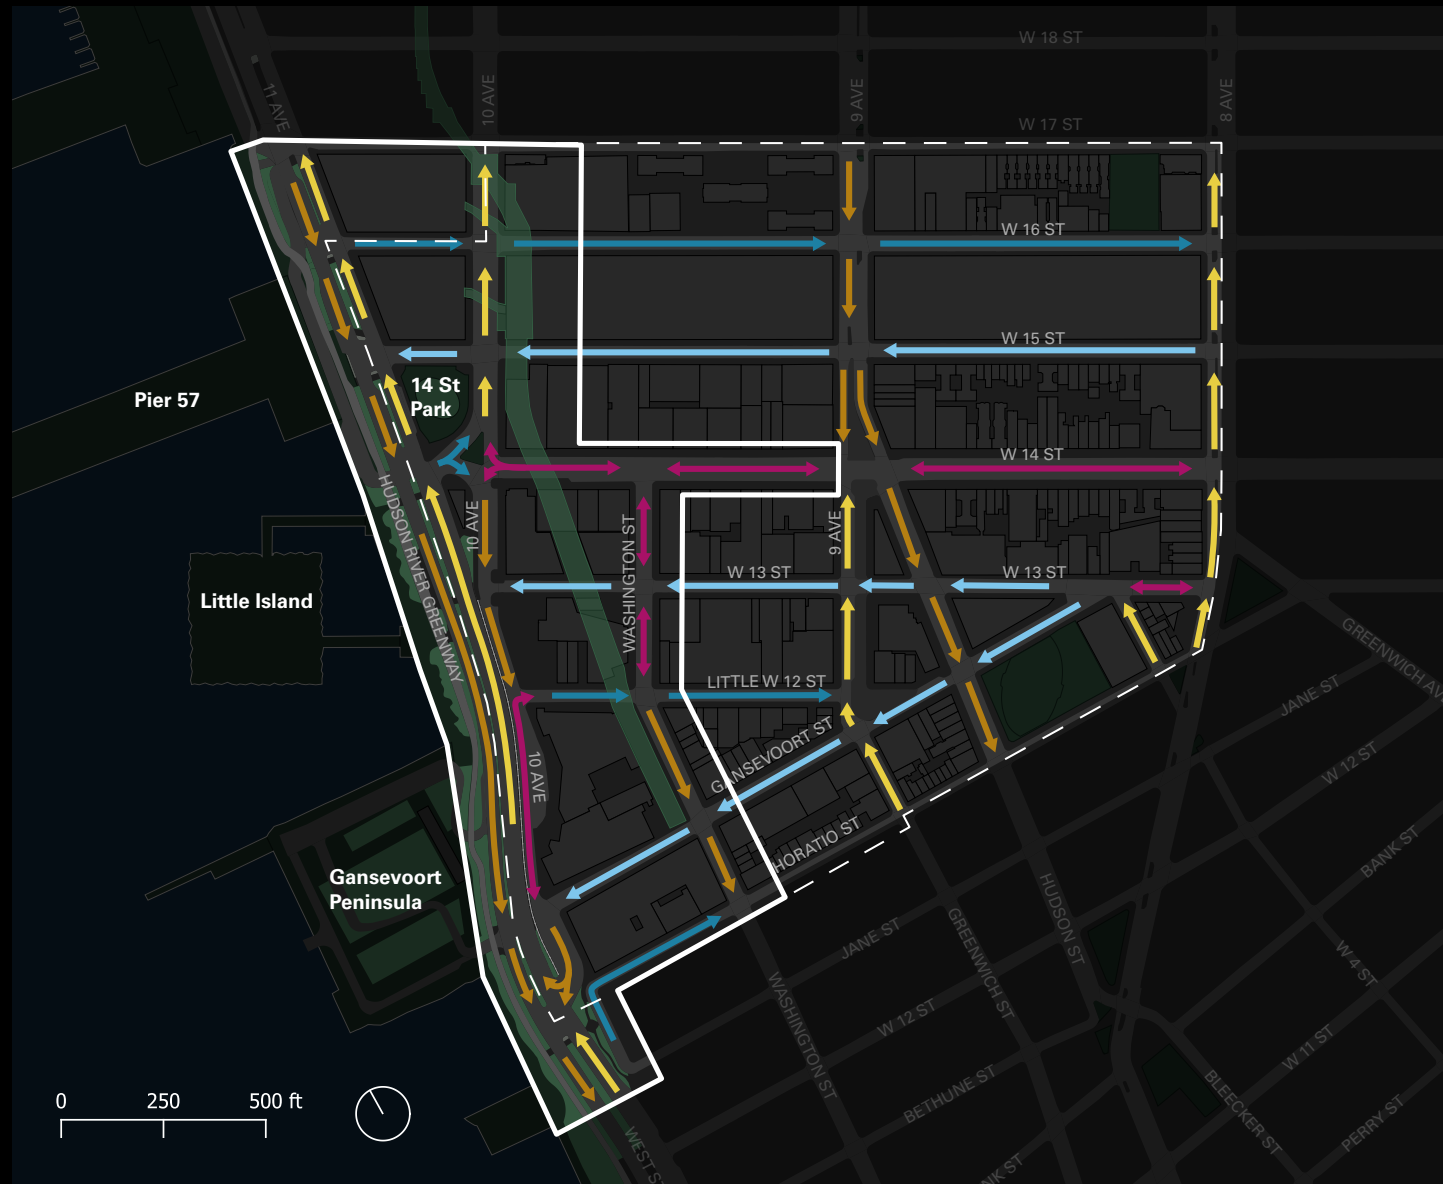 W 18 ST
11 AVE
10 AVE
9 AVE
8 AVE
W 17 ST
W 16 ST
W 15 ST
14 St
Park
Pier 57
W 14 ST
HUDSON RIVER GREENWAY
10 AVE
WASHINGTON ST
9 AVE
W 13 ST
W 13 ST
Little Island
GREENWICH AV
JANE ST
LITTLE W 12 ST
GANSEVOORT ST
10 AVE
W 12 ST
HORATIO ST
BANK ST
Gansevoort
Peninsula
JANE ST
GREENWICH ST
HUDSON ST
W 4 ST
WASHINGTON ST
W 12 ST
W 11 ST
BETHUNE ST
BLEECKER ST
PERRY ST
0 250 500 ft
WEST S
NK ST